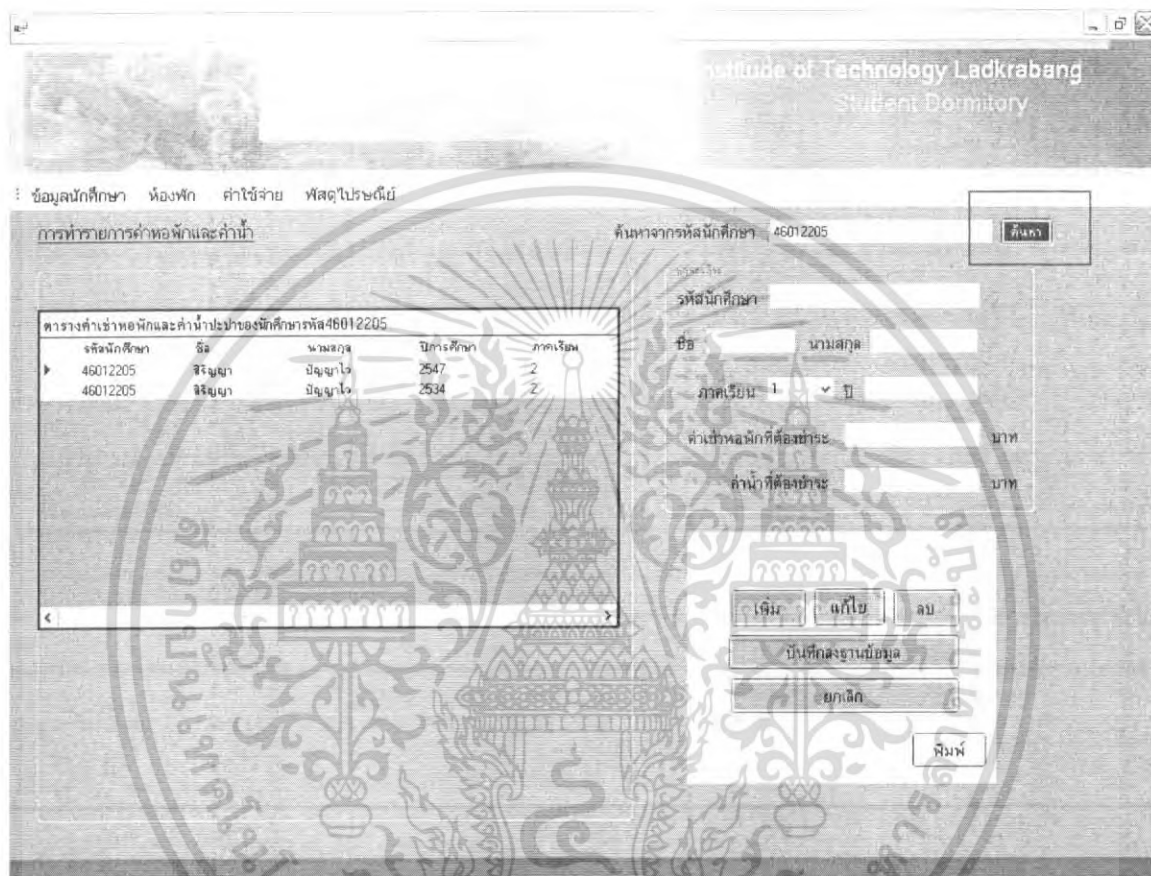 Institute of Technology Ladkrabang
Student Dormitory
ข้อมูลนักศึกษา ห้องพัก ค่าใช้จ่าย พัสดุไปรษณีย์
การทำรายการค่าหอพักและค่าน้ำ
ค้นหาจากรหัสนักศึกษา 46012205 ค้นหา
รหัสนักศึกษา
ชื่อ นามสกุล
ภาคเรียน 1 ปี
ค่าเช่าหอพักที่ต้องชำระ บาท
ค่าน้ำที่ต้องชำระ บาท
ตารางค่าเช่าหอพักและค่าน้ำปะปาของนักศึกษารหัส46012205
รหัสนักศึกษา ชื่อ นามสกุล ปีการศึกษา ภาคเรียน
46012205 สิริญญา ปัญญาไว 2547 2
46012205 สิริญญา ปัญญาไว 2534 2
เพิ่ม แก้ไข ลบ
บันทึกลงฐานข้อมูล
ยกเลิก
พิมพ์